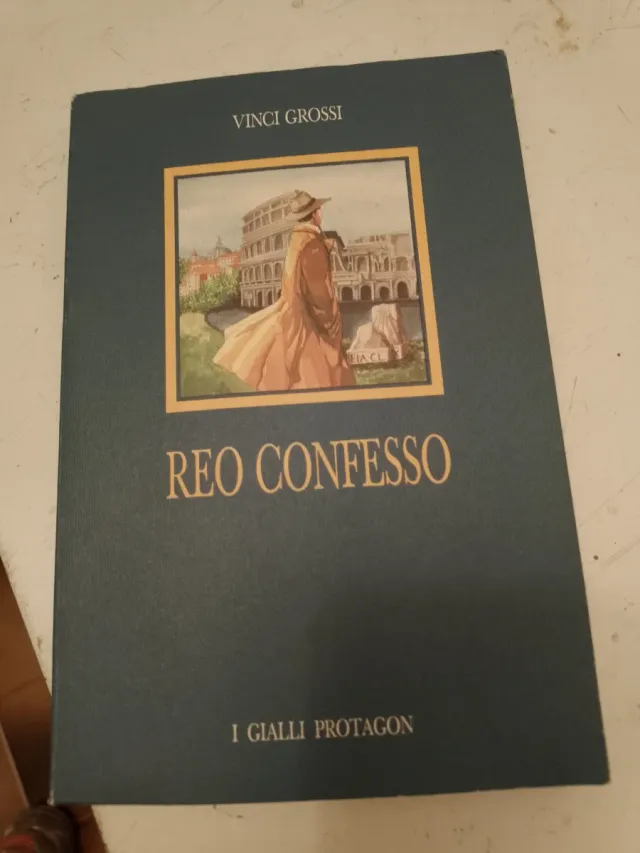 VINCI GROSSI
REO CONFESSO
I GIALLI PROTAGON